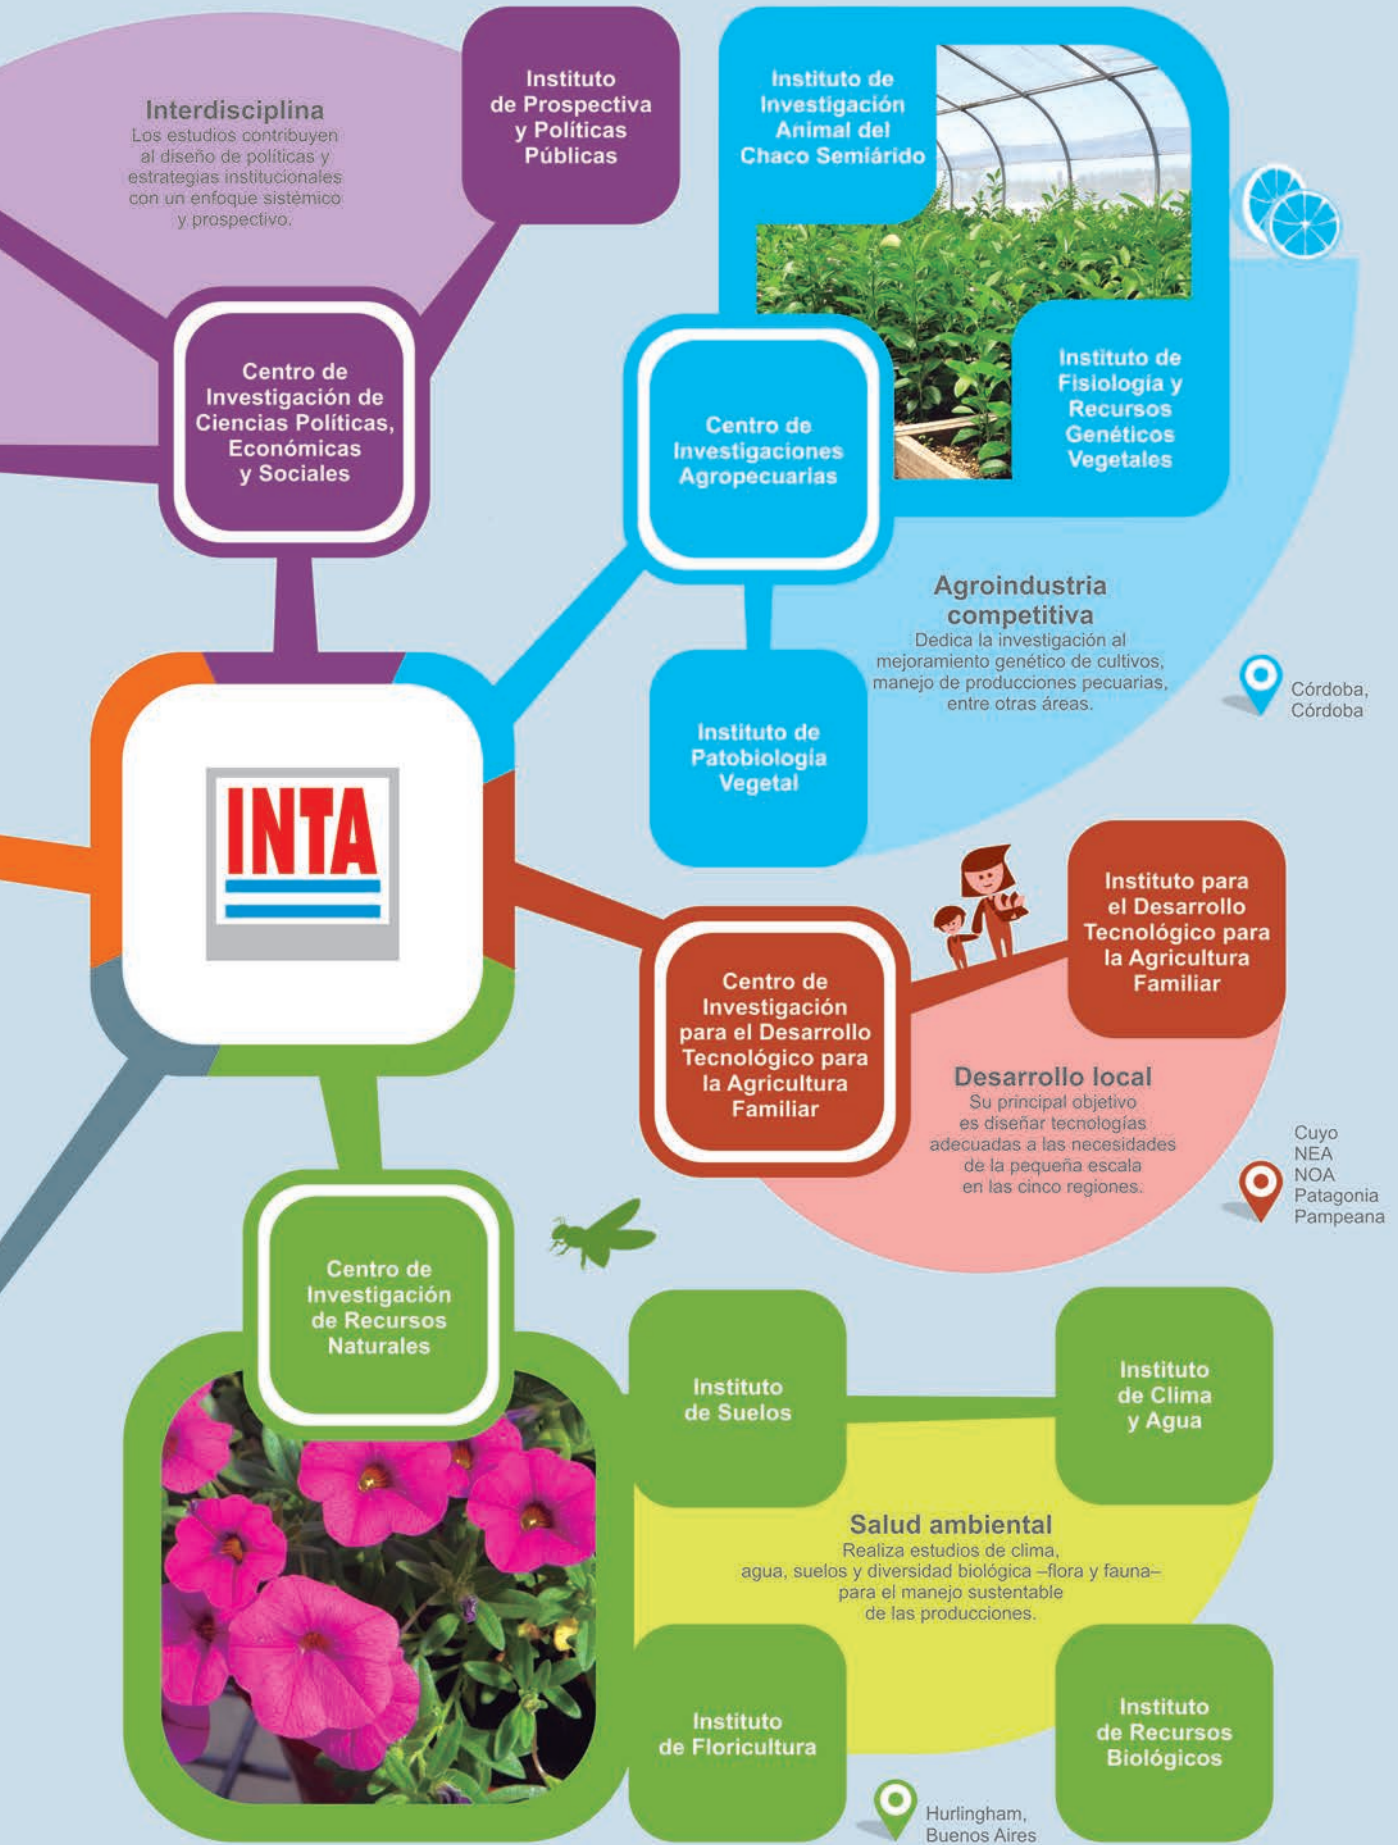 Interdisciplina
Los estudios contribuyen
al diseño de políticas y
estrategias institucionales
con un enfoque sistémico
y prospectivo.
Instituto
de Prospectiva
y Políticas
Públicas
Instituto de
Investigación
Animal del
Chaco Semiárido
Centro de
Investigación de
Ciencias Políticas,
Económicas
y Sociales
Centro de
Investigaciones
Agropecuarias
Instituto de
Fisiología y
Recursos
Genéticos
Vegetales
Agroindustria
competitiva
Dedica la investigación al
mejoramiento genético de cultivos,
manejo de producciones pecuarias,
entre otras áreas.
Córdoba,
Córdoba
Instituto de
Patobiología
Vegetal
INTA
Instituto para
el Desarrollo
Tecnológico para
la Agricultura
Familiar
Centro de
Investigación
para el Desarrollo
Tecnológico para
la Agricultura
Familiar
Desarrollo local
Su principal objetivo
es diseñar tecnologías
adecuadas a las necesidades
de la pequeña escala
en las cinco regiones.
Cuyo
NEA
NOA
Patagonia
Pampeana
Centro de
Investigación
de Recursos
Naturales
Instituto
de Suelos
Instituto
de Clima
y Agua
Salud ambiental
Realiza estudios de clima,
agua, suelos y diversidad biológica –flora y fauna–
para el manejo sustentable
de las producciones.
Instituto
de Floricultura
Instituto
de Recursos
Biológicos
Hurlingham,
Buenos Aires